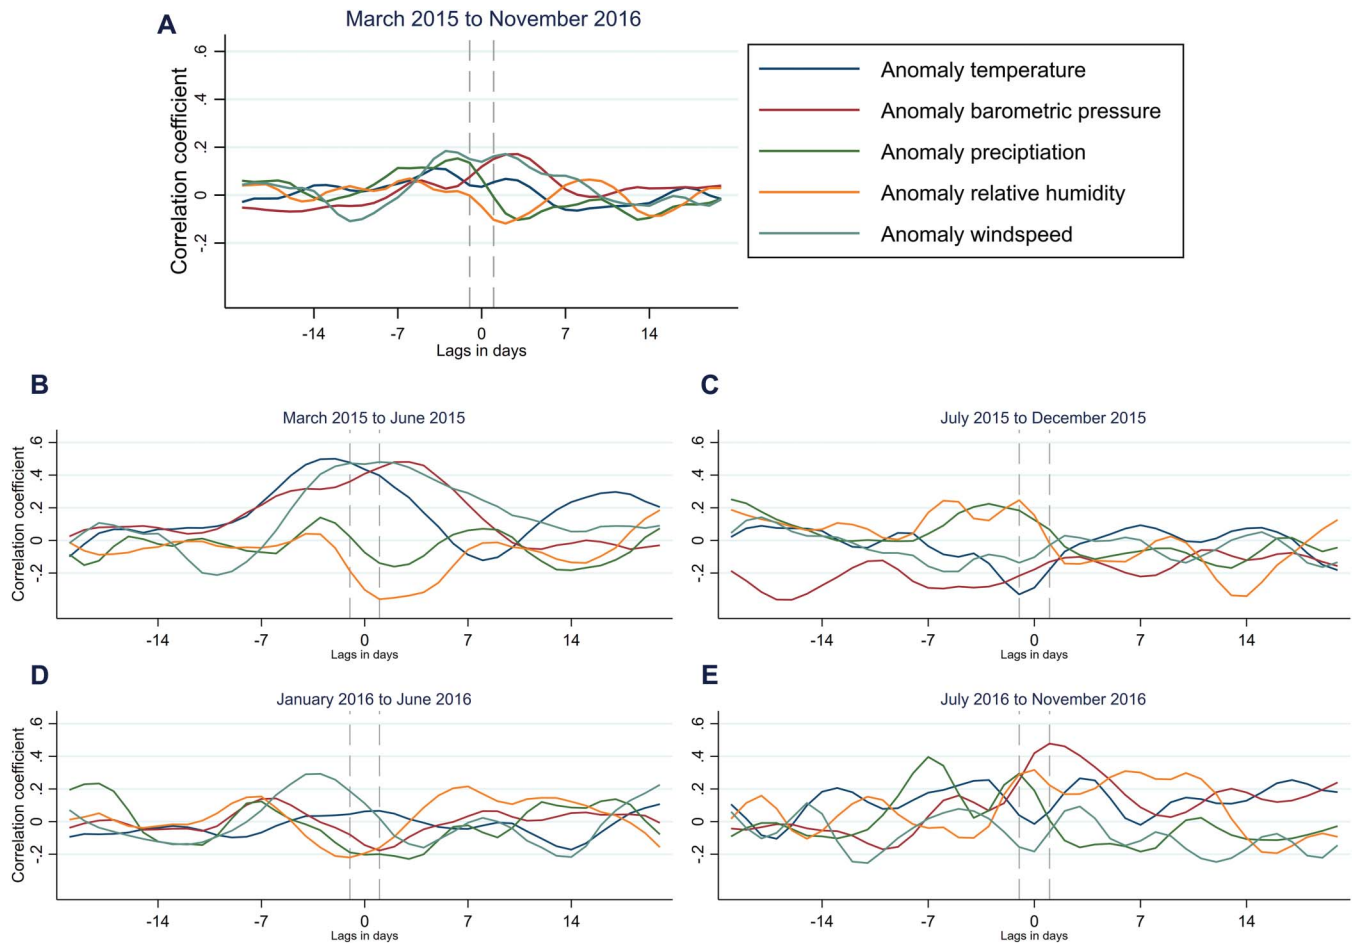 A
March 2015 to November 2016
Correlation coefficient
.6
.4
.2
0
-.2
-14 -7 0 7 14
Lags in days
Anomaly temperature
Anomaly barometric pressure
Anomaly preciptiation
Anomaly relative humidity
Anomaly windspeed
B
March 2015 to June 2015
Correlation coefficient
.6
.4
.2
0
-.2
-14 -7 0 7 14
Lags in days
C
July 2015 to December 2015
.6
.4
.2
0
-.2
-14 -7 0 7 14
Lags in days
D
January 2016 to June 2016
Correlation coefficient
.6
.4
.2
0
-.2
-14 -7 0 7 14
Lags in days
E
July 2016 to November 2016
.6
.4
.2
0
-.2
-14 -7 0 7 14
Lags in days